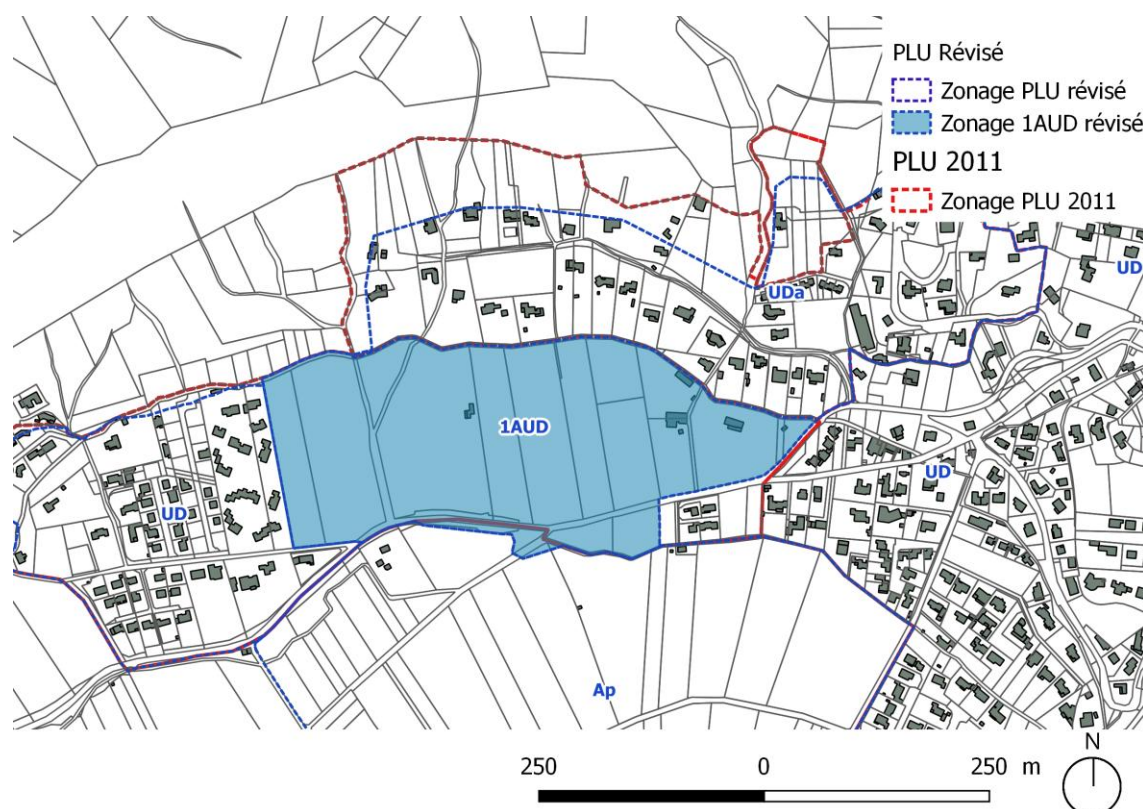 PLU Révisé
Zonage PLU révisé
Zonage 1AUD révisé
PLU 2011
Zonage PLU 2011
UD
UDa
1AUD
UD
UD
Ap
N
250 0 250 m